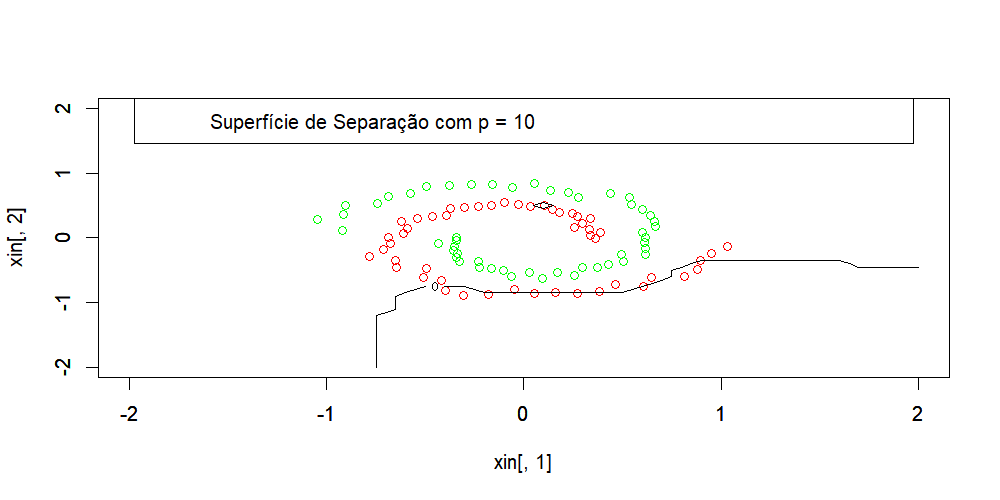 Superfície de Separação com p = 10
2
1
0
-1
-2
xin[, 2]
-2 -1 0 1 2
xin[, 1]